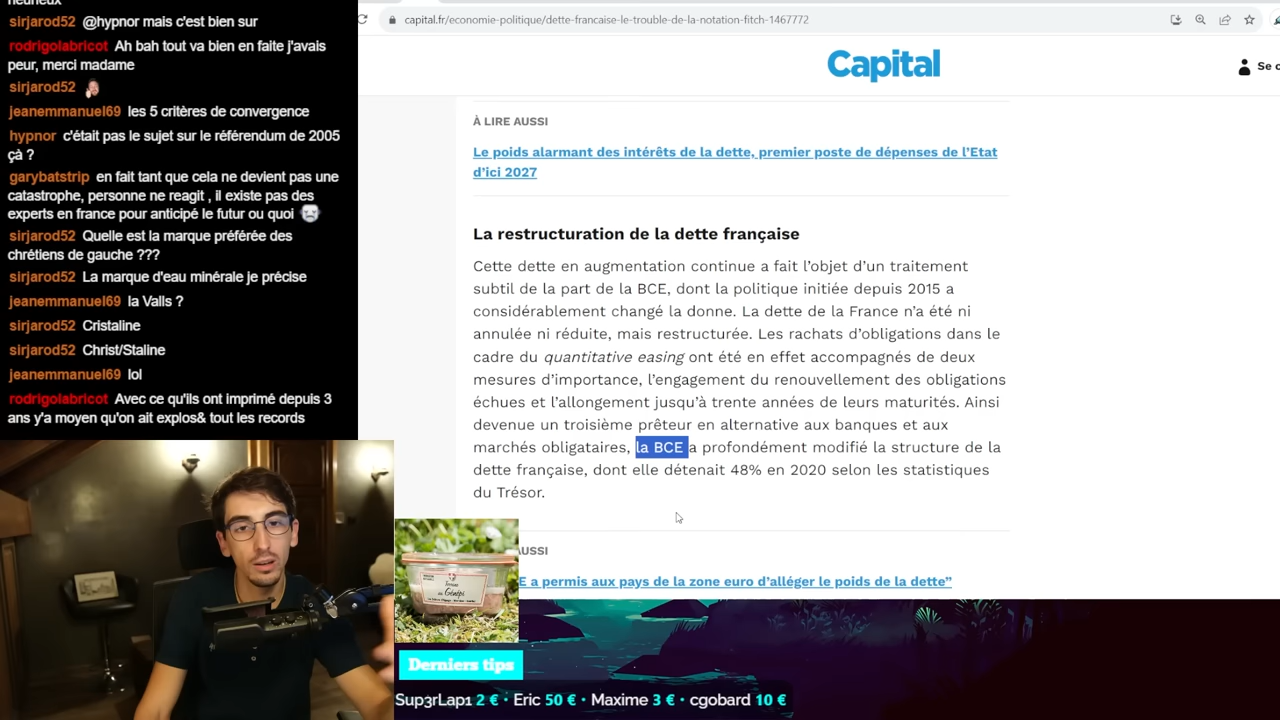 heureux
sirjarod52 @hypnor mais c'est bien sur
rodrigolabricot Ah bah tout va bien en faite j'avais
peur, merci madame
sirjarod52
jeanemmanuel69 les 5 critères de convergence
hypnor c'était pas le sujet sur le référendum de 2005
çà ?
garybatstrip en fait tant que cela ne devient pas une
catastrophe, personne ne reagit , il existe pas des
experts en france pour anticipé le futur ou quoi
sirjarod52 Quelle est la marque préférée des
chrétiens de gauche ???
sirjarod52 La marque d'eau minérale je précise
jeanemmanuel69 la Valls ?
sirjarod52 Cristaline
sirjarod52 Christ/Staline
jeanemmanuel69 lol
rodrigolabricot Avec ce qu'ils ont imprimé depuis 3
ans y'a moyen qu'on ait explos& tout les records
capital.fr/economie-politique/dette-francaise-le-trouble-de-la-notation-fitch-1467772
Capital
Se c
À LIRE AUSSI
Le poids alarmant des intérêts de la dette, premier poste de dépenses de l'Etat
d'ici 2027
La restructuration de la dette française
Cette dette en augmentation continue a fait l'objet d'un traitement
subtil de la part de la BCE, dont la politique initiée depuis 2015 a
considérablement changé la donne. La dette de la France n'a été ni
annulée ni réduite, mais restructurée. Les rachats d'obligations dans le
cadre du quantitative easing ont été en effet accompagnés de deux
mesures d'importance, l'engagement du renouvellement des obligations
échues et l'allongement jusqu'à trente années de leurs maturités. Ainsi
devenue un troisième prêteur en alternative aux banques et aux
marchés obligataires, la BCE a profondément modifié la structure de la
dette française, dont elle détenait 48% en 2020 selon les statistiques
du Trésor.
AUSSI
E a permis aux pays de la zone euro d'alléger le poids de la dette”
Terrine
au Génépi
Derniers tips
Sup3rLap1 2 € • Eric 50 € • Maxime 3 € • cgobard 10 €